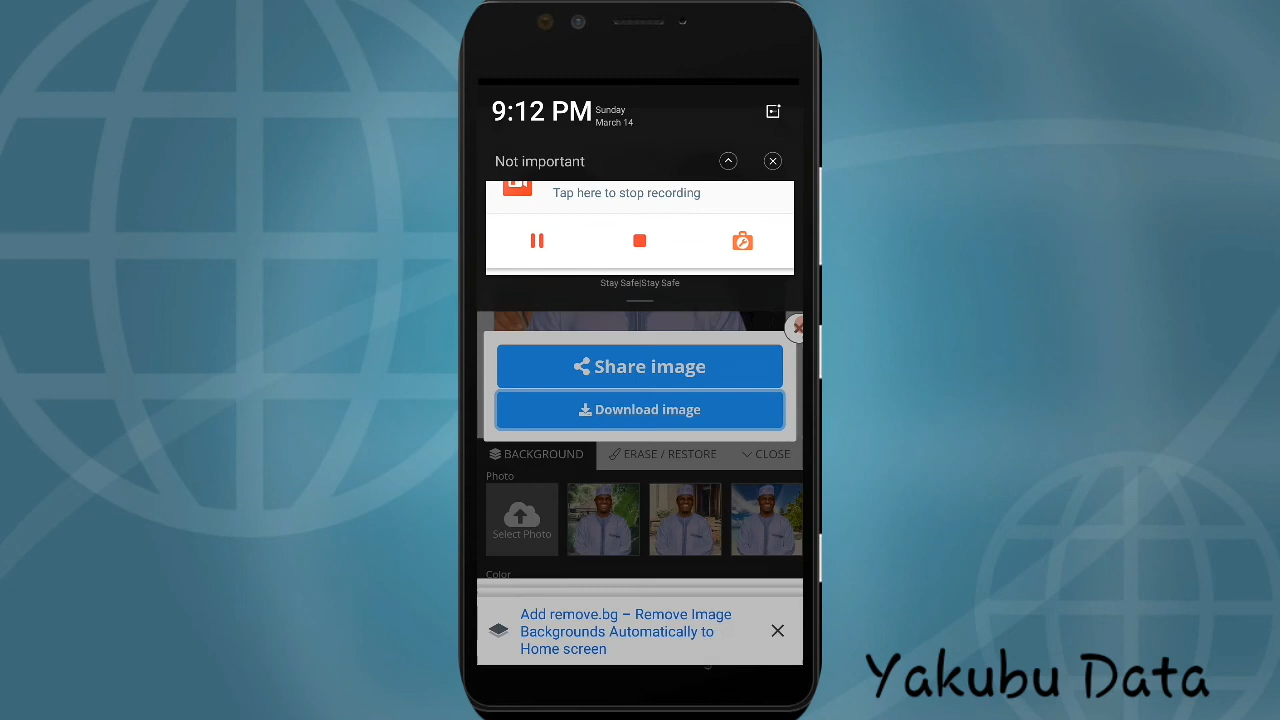 9:12 PM
Sunday
March 14
Not important
Tap here to stop recording
Stay Safe|Stay Safe
Share image
Download image
BACKGROUND
ERASE / RESTORE
CLOSE
Photo
Select Photo
Color
Add remove.bg – Remove Image
Backgrounds Automatically to
Home screen
Yakubu Data